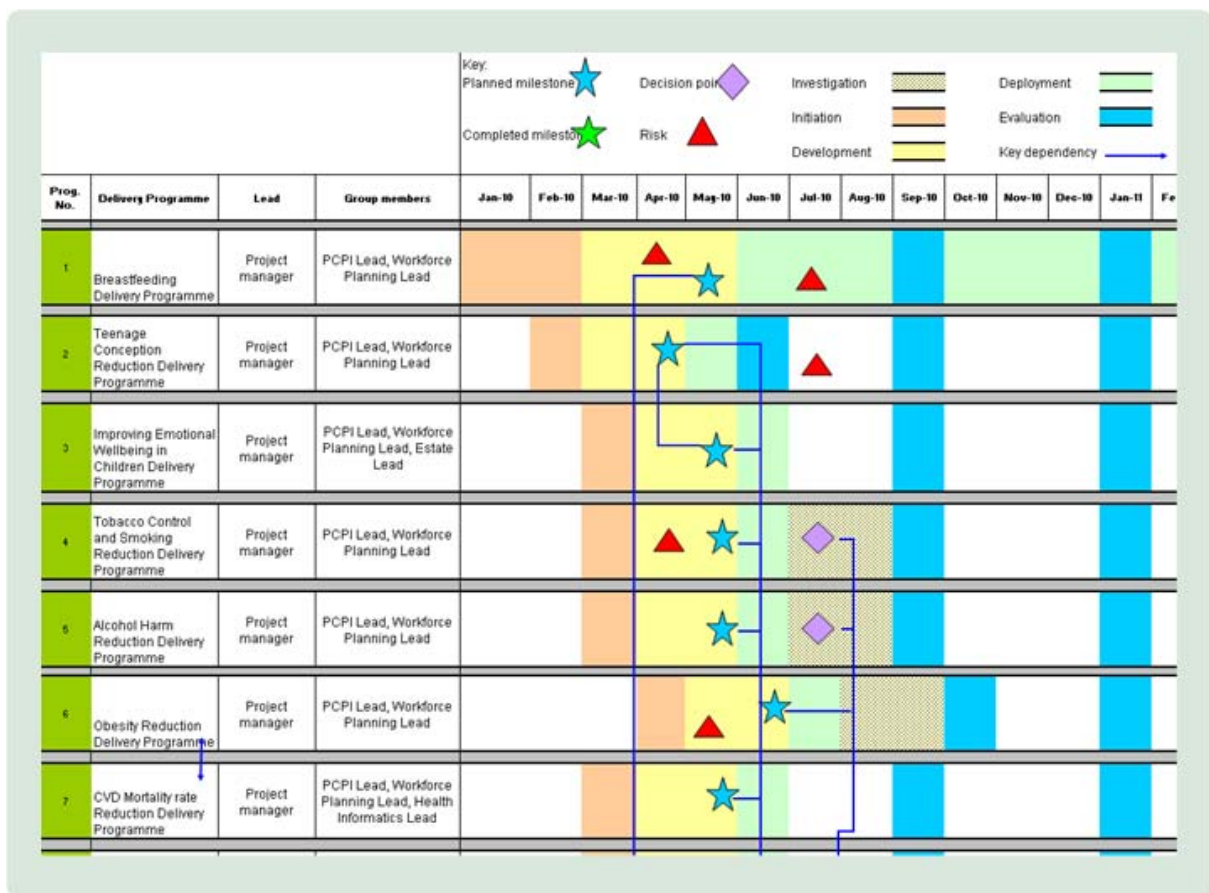 Key:
Planned milestone
Decision poin
Investigation
Deployment
Initiation
Evaluation
Completed mileston
Risk
Development
Key dependency
Prog. No.
Delivery Programme
Lead
Group members
Jan-10
Feb-10
Mar-10
Apr-10
May-10
Jun-10
Jul-10
Aug-10
Sep-10
Oct-10
Nov-10
Dec-10
Jan-11
Fe
1
Breastfeeding
Delivery Programme
Project
manager
PCPI Lead, Workforce
Planning Lead
2
Teenage
Conception
Reduction Delivery
Programme
Project
manager
PCPI Lead, Workforce
Planning Lead
3
Improving Emotional
Wellbeing in
Children Delivery
Programme
Project
manager
PCPI Lead, Workforce
Planning Lead, Estate
Lead
4
Tobacco Control
and Smoking
Reduction Delivery
Programme
Project
manager
PCPI Lead, Workforce
Planning Lead
5
Alcohol Harm
Reduction Delivery
Programme
Project
manager
PCPI Lead, Workforce
Planning Lead
6
Obesity Reduction
Delivery Programme
Project
manager
PCPI Lead, Workforce
Planning Lead
7
CVD Mortality rate
Reduction Delivery
Programme
Project
manager
PCPI Lead, Workforce
Planning Lead, Health
Informatics Lead